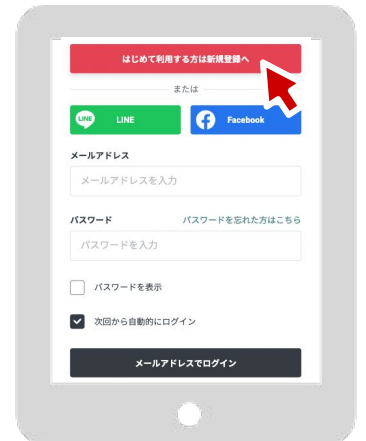 はじめて利用する方は新規登録へ
または
LINE LINE
Facebook
メールアドレス
メールアドレスを入力
パスワード パスワードを忘れた方はこちら
パスワードを入力
パスワードを表示
次回から自動的にログイン
メールアドレスでログイン